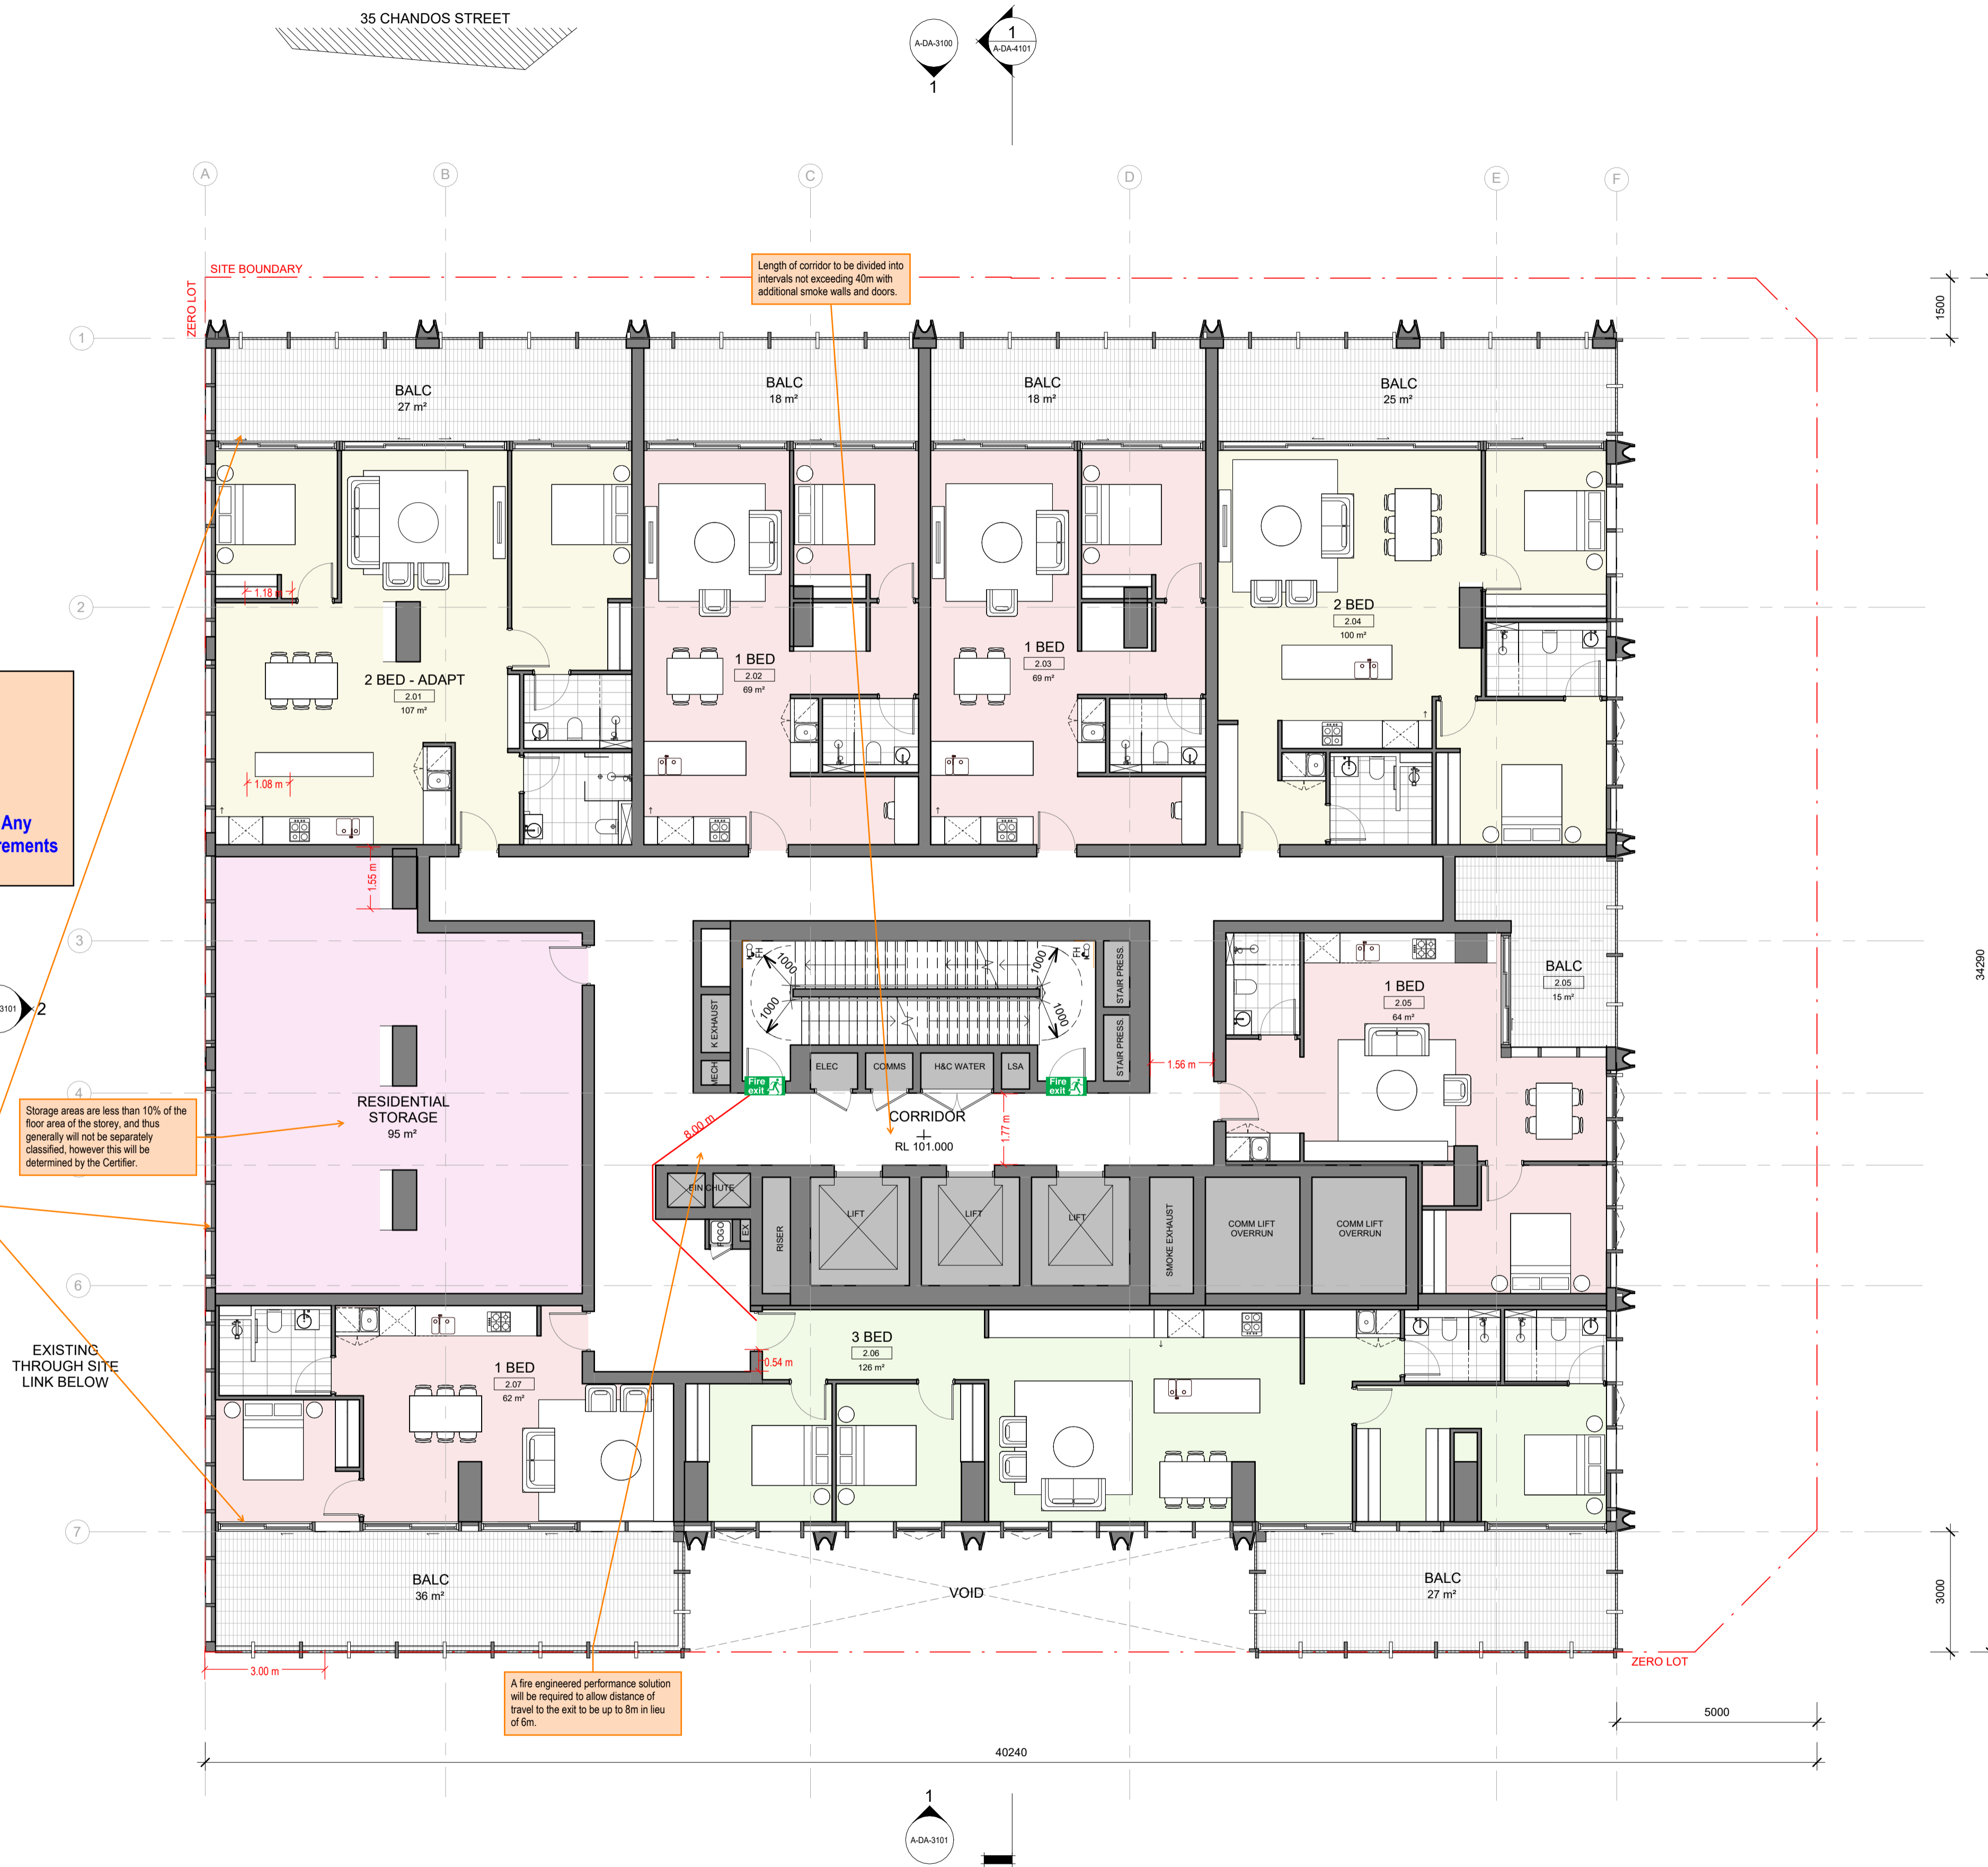 35 CHANDOS STREET
A-DA-3100
1
1
A-DA-4101
A
B
C
D
E
F
SITE BOUNDARY
ZERO LOT
Length of corridor to be divided into
intervals not exceeding 40m with
additional smoke walls and doors.
1
1500
BALC
27 m²
BALC
18 m²
BALC
18 m²
BALC
25 m²
1.18 m
2
2 BED
2.04
100 m²
1 BED
2.02
69 m²
1 BED
2.03
69 m²
2 BED - ADAPT
2.01
107 m²
1.08 m
Any
rements
1.55 m
3
FH
1000
1000
FH
1000
1000
STAIR PRESS.
STAIR PRESS.
K EXHAUST
MECH
BALC
2.05
15 m²
1 BED
2.05
64 m²
34290
3101
2
ELEC
COMMS
H&C WATER
LSA
1.56 m
Fire
exit
Fire
exit
4
RESIDENTIAL
STORAGE
95 m²
Storage areas are less than 10% of the
floor area of the storey, and thus
generally will not be separately
classified, however this will be
determined by the Certifier.
8.00 m
CORRIDOR
RL 101.000
1.77 m
BIN CHUTE
FOGO
EX
RISER
LIFT
LIFT
LIFT
SMOKE EXHAUST
COMM LIFT
OVERRUN
COMM LIFT
OVERRUN
6
EXISTING
THROUGH SITE
LINK BELOW
1 BED
2.07
62 m²
0.54 m
3 BED
2.06
126 m²
7
BALC
36 m²
VOID
BALC
27 m²
3000
3.00 m
ZERO LOT
A fire engineered performance solution
will be required to allow distance of
travel to the exit to be up to 8m in lieu
of 6m.
5000
40240
1
A-DA-3101